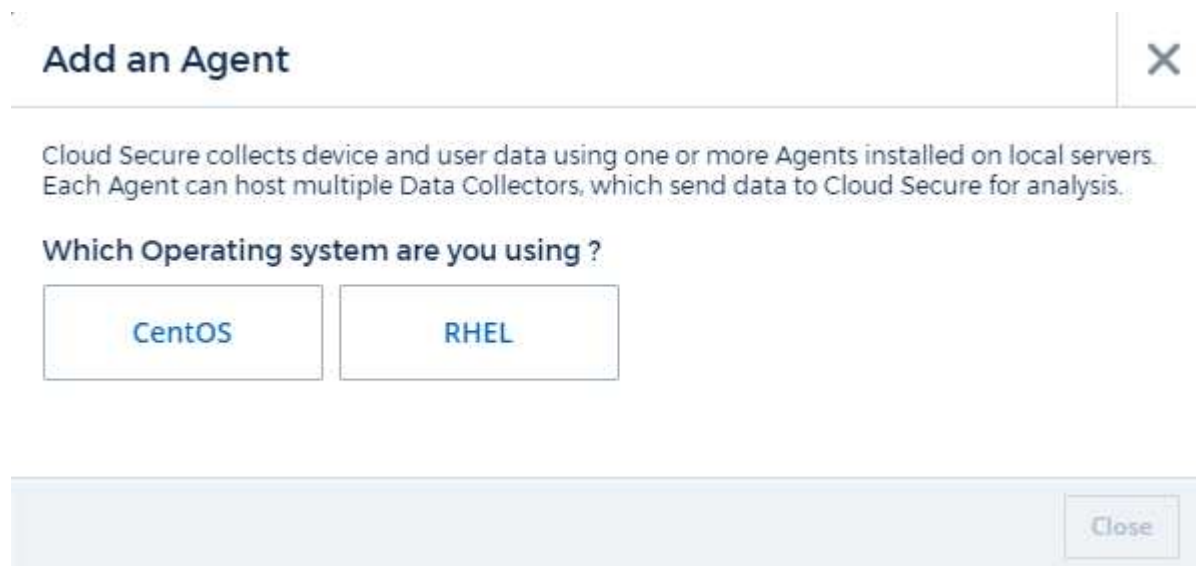 Add an Agent
Cloud Secure collects device and user data using one or more Agents installed on local servers.
Each Agent can host multiple Data Collectors, which send data to Cloud Secure for analysis.
Which Operating system are you using ?
CentOS
RHEL
Close